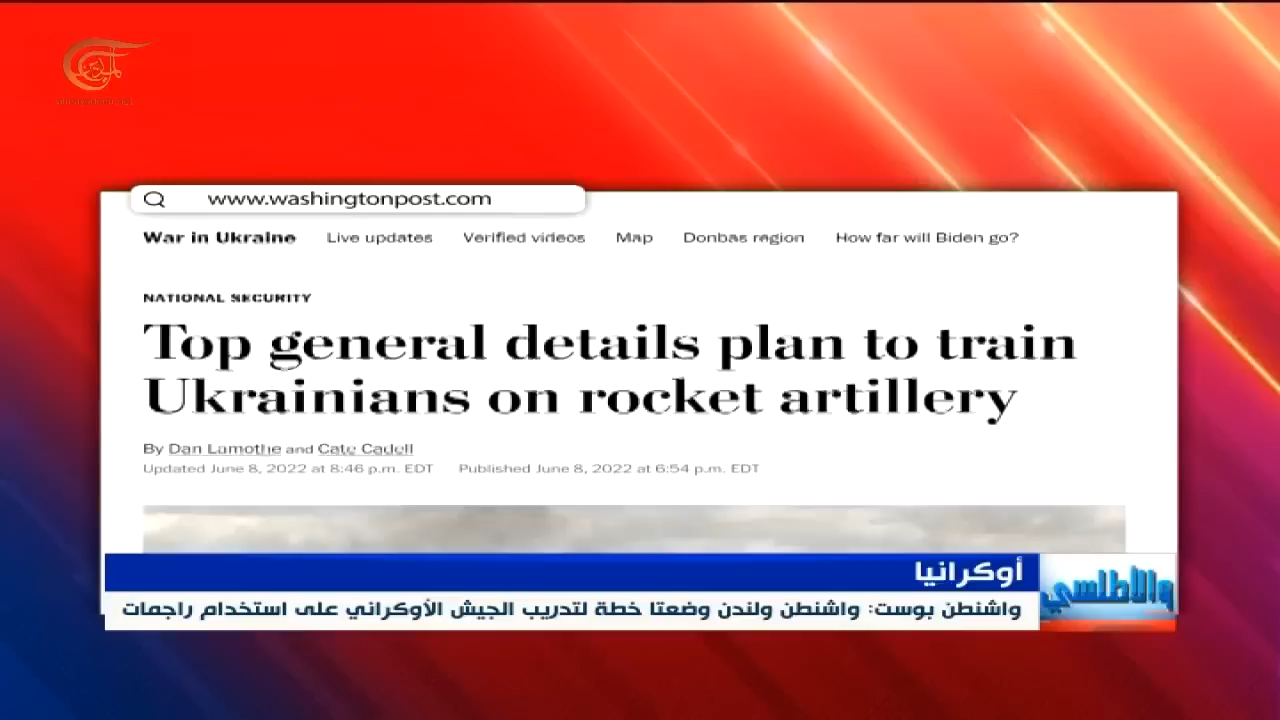 الميادين
www.washingtonpost.com
War in Ukraine Live updates Verified videos Map Donbas region How far will Biden go?
NATIONAL SECURITY
Top general details plan to train
Ukrainians on rocket artillery
By Dan Lamothe and Cate Cadell
Updated June 8, 2022 at 8:46 p.m. EDT Published June 8, 2022 at 6:54 p.m. EDT
أوكرانيا
والأطلسي
واشنطن بوست: واشنطن ولندن وضعتا خطة لتدريب الجيش الأوكراني على استخدام راجمات